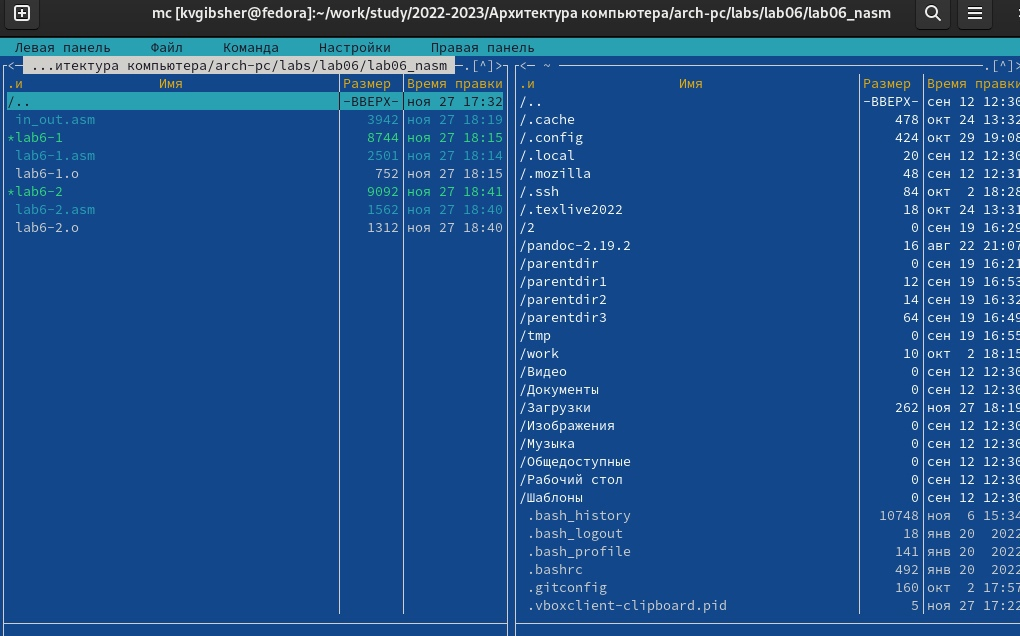 mc [kvgibsher@fedora]:~/work/study/2022-2023/Архитектура компьютера/arch-pc/labs/lab06/lab06_nasm
Левая панель Файл Команда Настройки Правая панель
<─ ...итектура компьютера/arch-pc/labs/lab06/lab06_nasm ─.[^]>
.и Имя Размер Время правки
/.. -ВВЕРХ- ноя 27 17:32
in_out.asm 3942 ноя 27 18:19
*lab6-1 8744 ноя 27 18:15
lab6-1.asm 2501 ноя 27 18:14
lab6-1.o 752 ноя 27 18:15
*lab6-2 9092 ноя 27 18:41
lab6-2.asm 1562 ноя 27 18:40
lab6-2.o 1312 ноя 27 18:40
<─ ~ ─.[^]>
.и Имя Размер Время правки
/.. -ВВЕРХ- сен 12 12:30
/.cache 478 окт 24 13:32
/.config 424 окт 29 19:08
/.local 20 сен 12 12:30
/.mozilla 48 сен 12 12:31
/.ssh 84 окт 2 18:28
/.texlive2022 18 окт 24 13:31
/2 0 сен 19 16:29
/pandoc-2.19.2 16 авг 22 21:07
/parentdir 0 сен 19 16:21
/parentdir1 12 сен 19 16:53
/parentdir2 14 сен 19 16:32
/parentdir3 64 сен 19 16:49
/tmp 0 сен 19 16:55
/work 10 окт 2 18:15
/Видео 0 сен 12 12:30
/Документы 0 сен 12 12:30
/Загрузки 262 ноя 27 18:19
/Изображения 0 сен 12 12:30
/Музыка 0 сен 12 12:30
/Общедоступные 0 сен 12 12:30
/Рабочий стол 0 сен 12 12:30
/Шаблоны 0 сен 12 12:30
.bash_history 10748 ноя 6 15:34
.bash_logout 18 янв 20 2022
.bash_profile 141 янв 20 2022
.bashrc 492 янв 20 2022
.gitconfig 160 окт 2 17:57
.vboxclient-clipboard.pid 5 ноя 27 17:22